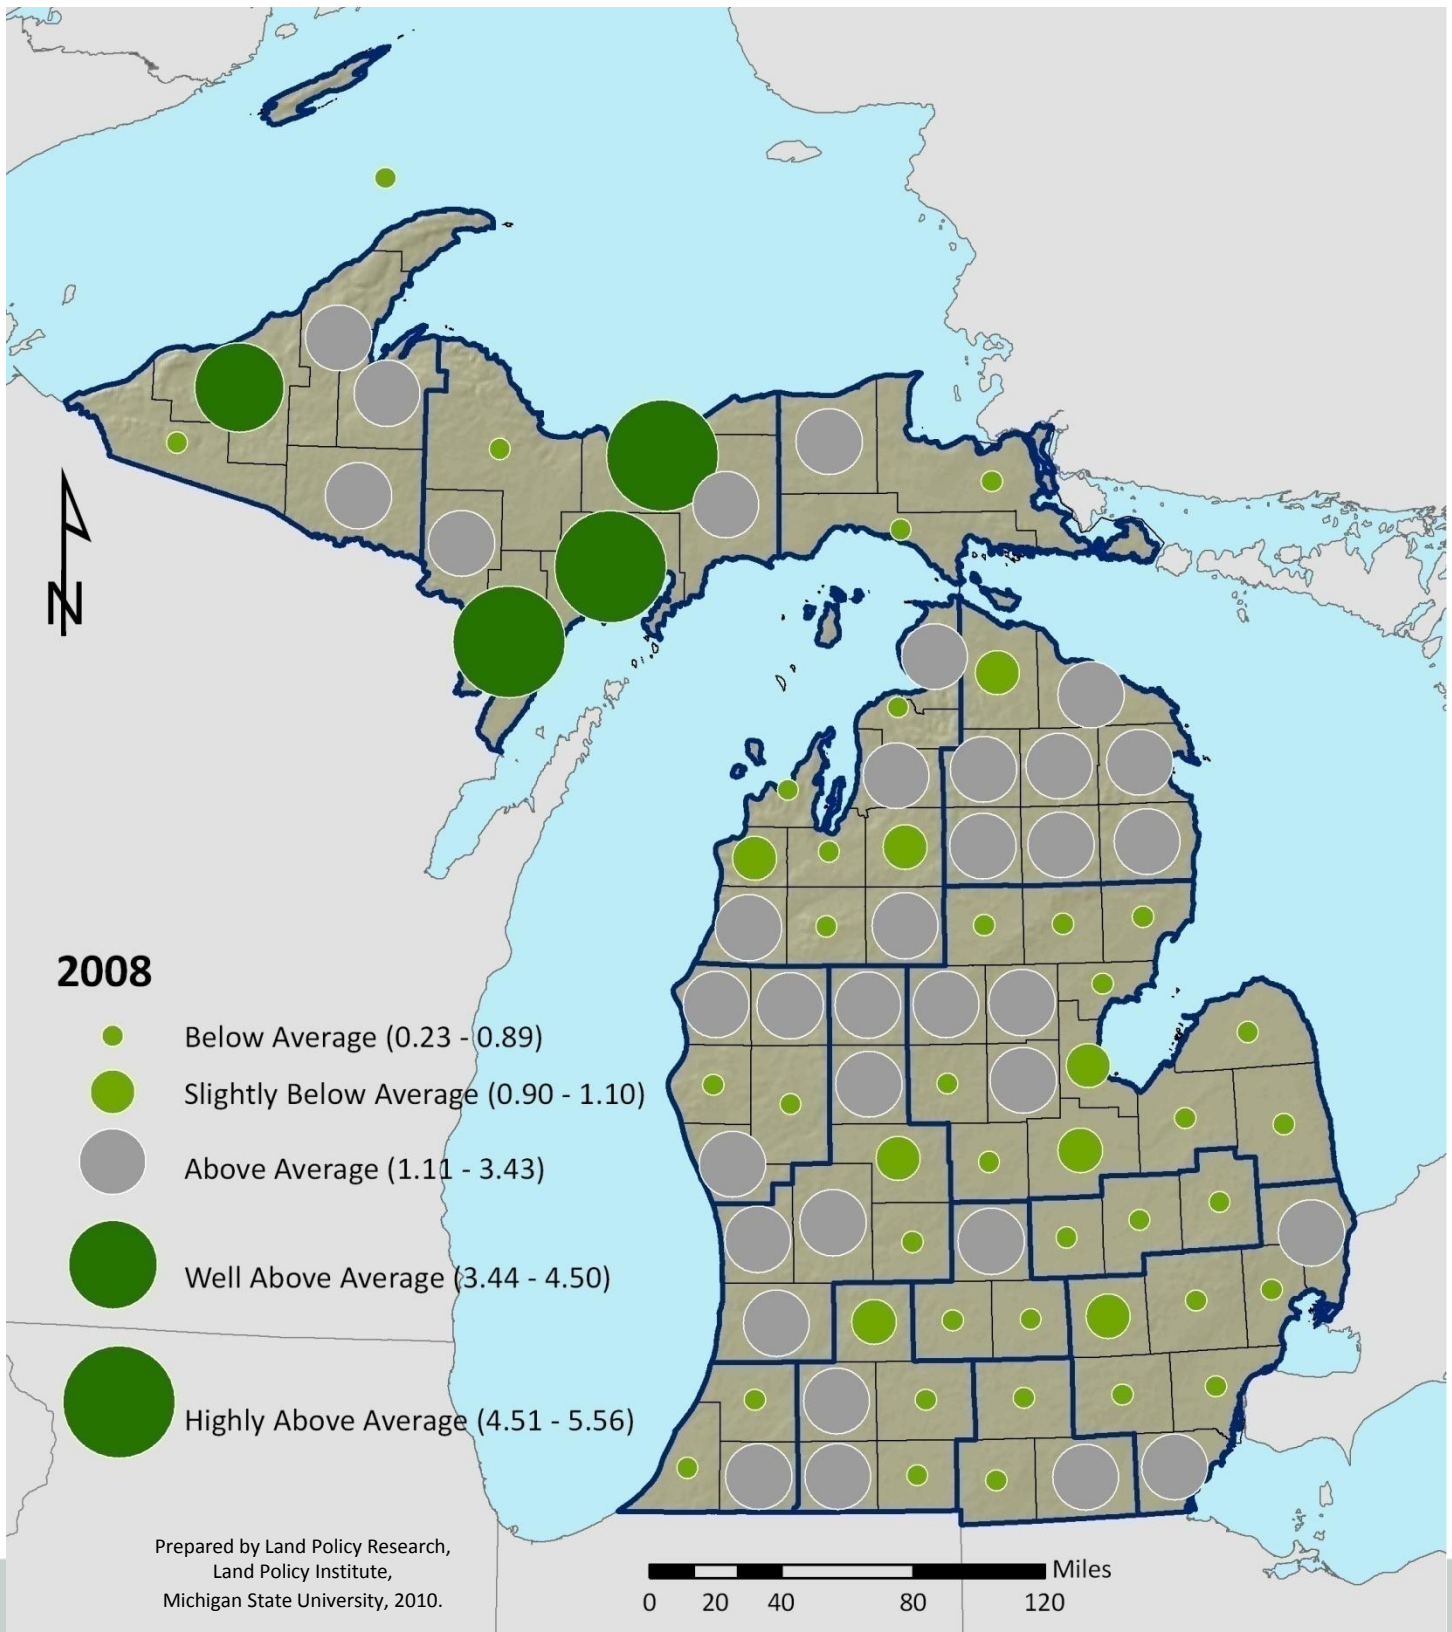 N
2008
Below Average (0.23 - 0.89)
Slightly Below Average (0.90 - 1.10)
Above Average (1.11 - 3.43)
Well Above Average (3.44 - 4.50)
Highly Above Average (4.51 - 5.56)
Prepared by Land Policy Research,
Land Policy Institute,
Michigan State University, 2010.
Miles
0 20 40 80 120